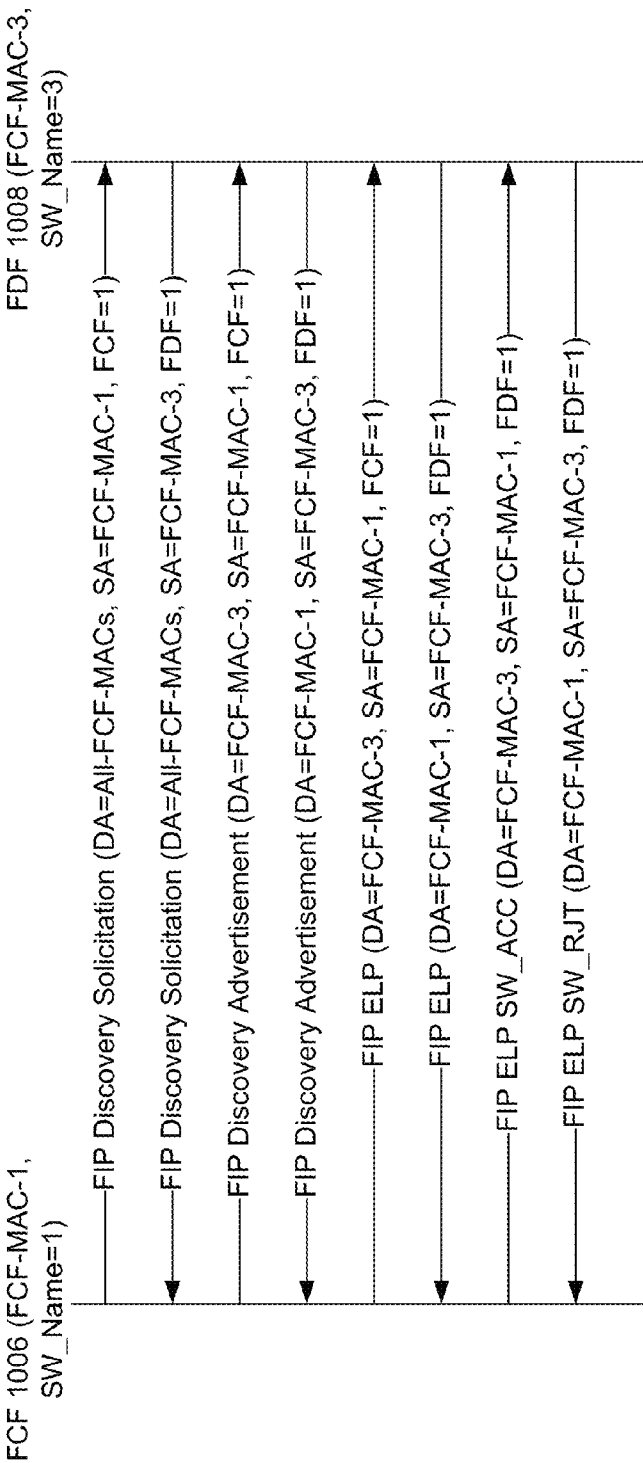 FCF 1006 (FCF-MAC-1,
SW_Name=1)
FDF 1008 (FCF-MAC-3,
SW_Name=3)
FIP Discovery Solicitation (DA=All-FCF-MACs, SA=FCF-MAC-1, FCF=1)
FIP Discovery Solicitation (DA=All-FCF-MACs, SA=FCF-MAC-3, FDF=1)
FIP Discovery Advertisement (DA=FCF-MAC-3, SA=FCF-MAC-1, FCF=1)
FIP Discovery Advertisement (DA=FCF-MAC-1, SA=FCF-MAC-3, FDF=1)
FIP ELP (DA=FCF-MAC-3, SA=FCF-MAC-1, FCF=1)
FIP ELP (DA=FCF-MAC-1, SA=FCF-MAC-3, FDF=1)
FIP ELP SW_ACC (DA=FCF-MAC-3, SA=FCF-MAC-1, FDF=1)
FIP ELP SW_RJT (DA=FCF-MAC-1, SA=FCF-MAC-3, FDF=1)